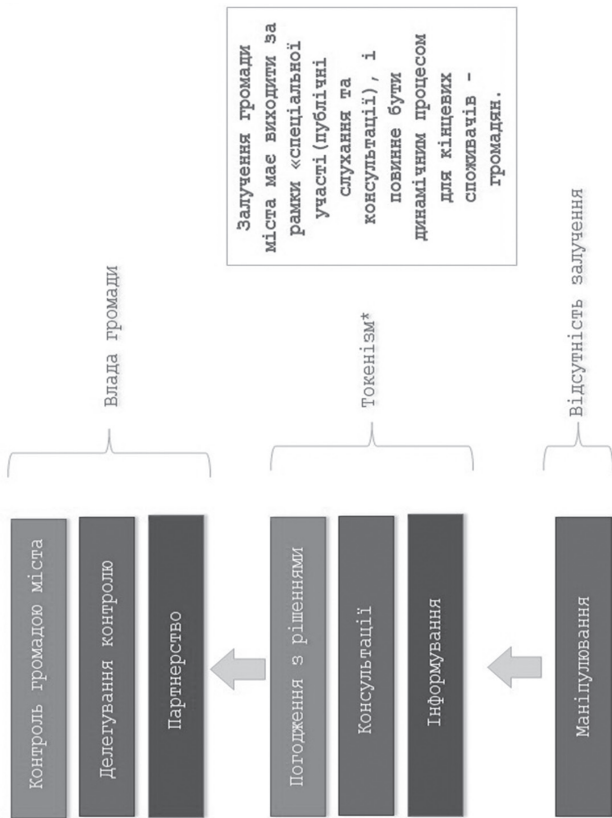 Контроль громадою міста
Делегування контролю
Партнерство
Влада громади
Погодження з рішеннями
Консультації
Інформування
Токенізм*
Маніпулювання
Відсутність залучення
Залучення громади
міста має виходити за
рамки «спеціальної
участі(публічні
слухання та
консультації), і
повинне бути
динамічним процесом
для кінцевих
споживачів –
громадян.